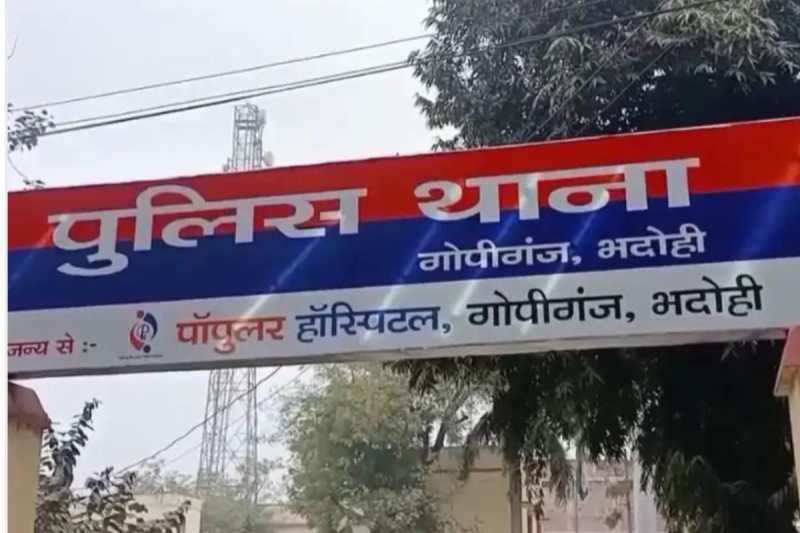 पुलिस थाना
गोपीगंज, भदोही
जन्य से :- पॉपुलर हॉस्पिटल, गोपीगंज, भदोही